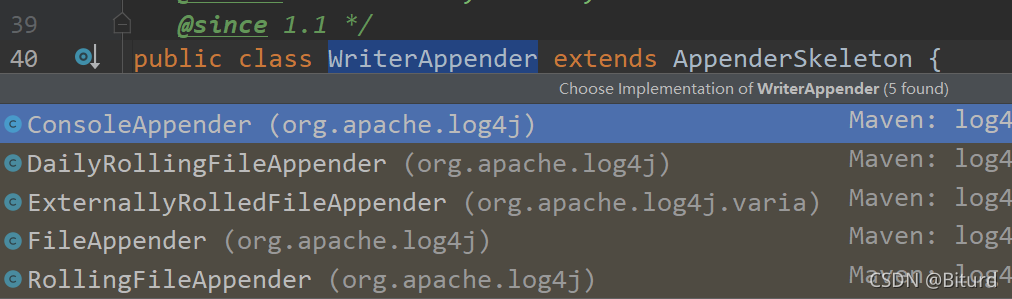 39 @since 1.1 */
40 public class WriterAppender extends AppenderSkeleton {
Choose Implementation of WriterAppender (5 found)
ConsoleAppender (org.apache.log4j) Maven: log4
DailyRollingFileAppender (org.apache.log4j) Maven: log4
ExternallyRolledFileAppender (org.apache.log4j.varia) Maven: log4
FileAppender (org.apache.log4j) Maven: log4
RollingFileAppender (org.apache.log4j) Maven: log4
CSDN @Biturd